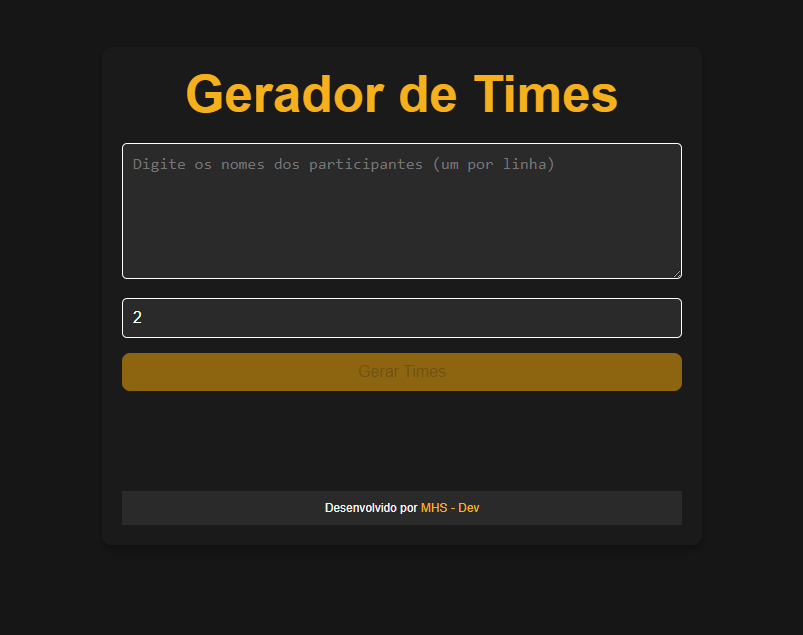 Gerador de Times
Digite os nomes dos participantes (um por linha)
2
Gerar Times
Desenvolvido por MHS - Dev